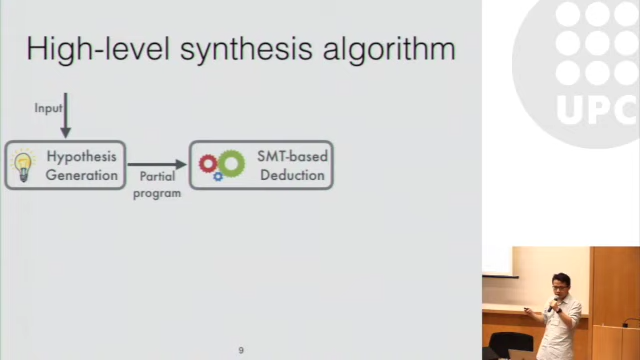 High-level synthesis algorithm
Input
Hypothesis
Generation
Partial
program
SMT-based
Deduction
9
UPC